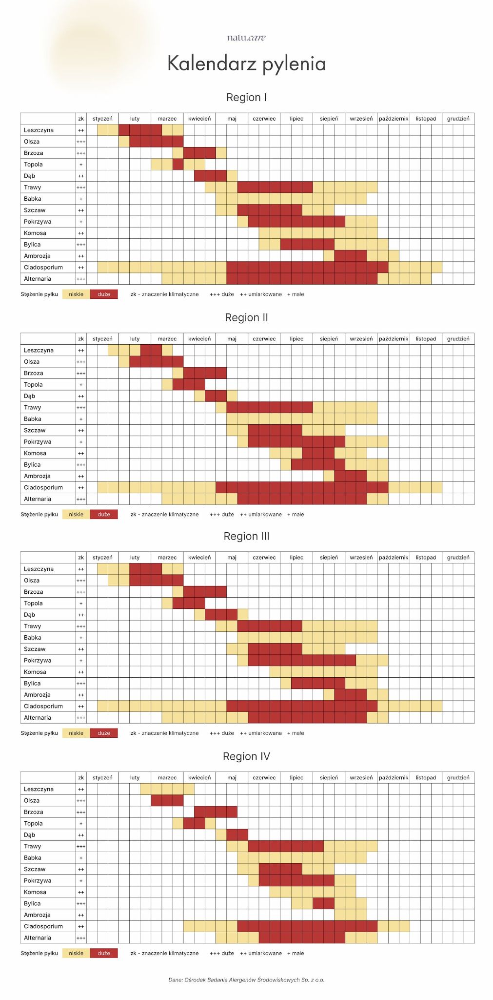 natu.care
Kalendarz pylenia
Region I
zk styczeń luty marzec kwiecień maj czerwiec lipiec siepień wrzesień październik listopad grudzień
Leszczyna ++
Olsza +++
Brzoza +++
Topola +
Dąb ++
Trawy +++
Babka +
Szczaw ++
Pokrzywa +
Komosa ++
Bylica +++
Ambrozja ++
Cladosporium ++
Alternaria +++
Stężenie pyłku niskie duże zk - znaczenie klimatyczne +++ duże ++ umiarkowane + małe
Region II
zk styczeń luty marzec kwiecień maj czerwiec lipiec siepień wrzesień październik listopad grudzień
Leszczyna ++
Olsza +++
Brzoza +++
Topola +
Dąb ++
Trawy +++
Babka +
Szczaw ++
Pokrzywa +
Komosa ++
Bylica +++
Ambrozja ++
Cladosporium ++
Alternaria +++
Stężenie pyłku niskie duże zk - znaczenie klimatyczne +++ duże ++ umiarkowane + małe
Region III
zk styczeń luty marzec kwiecień maj czerwiec lipiec siepień wrzesień październik listopad grudzień
Leszczyna ++
Olsza +++
Brzoza +++
Topola +
Dąb ++
Trawy +++
Babka +
Szczaw ++
Pokrzywa +
Komosa ++
Bylica +++
Ambrozja ++
Cladosporium ++
Alternaria +++
Stężenie pyłku niskie duże zk - znaczenie klimatyczne +++ duże ++ umiarkowane + małe
Region IV
zk styczeń luty marzec kwiecień maj czerwiec lipiec siepień wrzesień październik listopad grudzień
Leszczyna ++
Olsza +++
Brzoza +++
Topola +
Dąb ++
Trawy +++
Babka +
Szczaw ++
Pokrzywa +
Komosa ++
Bylica +++
Ambrozja ++
Cladosporium ++
Alternaria +++
Stężenie pyłku niskie duże zk - znaczenie klimatyczne +++ duże ++ umiarkowane + małe
Dane: Ośrodek Badania Alergenów Środowiskowych Sp. z o.o.